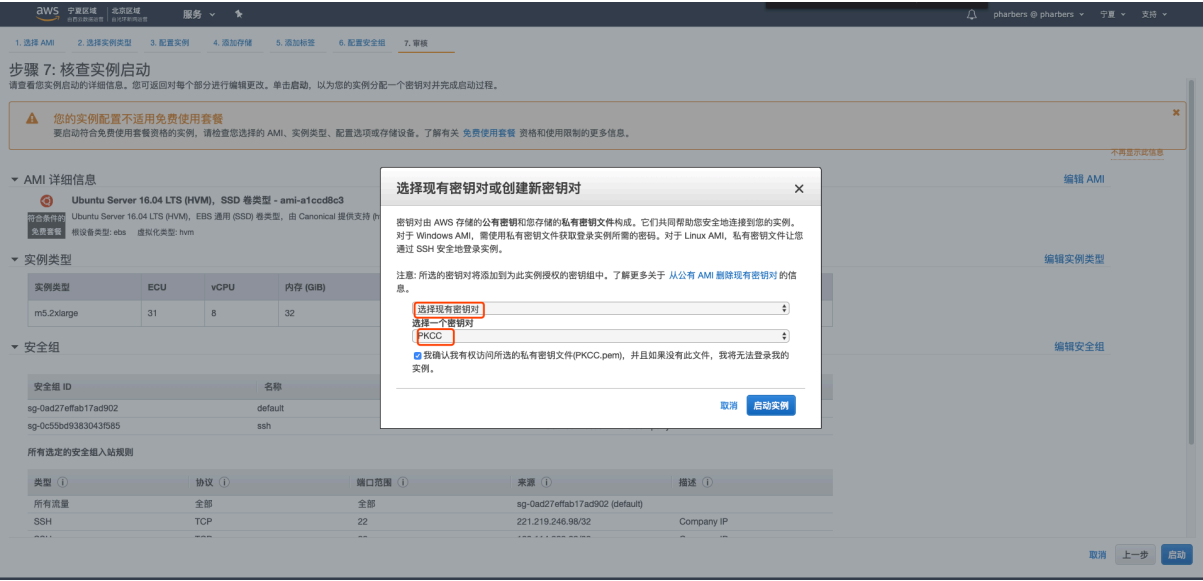 aws 宁夏区域 北京区域 服务 pharbers @ pharbers 宁夏 支持
1. 选择 AMI 2. 选择实例类型 3. 配置实例 4. 添加存储 5. 添加标签 6. 配置安全组 7. 审核
步骤 7: 核查实例启动
请查看您实例启动的详细信息。您可返回对每个部分进行编辑更改。单击启动，以为您的实例分配一个密钥对并完成启动过程。
您的实例配置不适用免费使用套餐
要启动符合免费使用套餐资格的实例，请检查您选择的 AMI、实例类型、配置选项或存储设备。了解有关 免费使用套餐 资格和使用限制的更多信息。
不再显示此信息
AMI 详细信息 编辑 AMI
Ubuntu Server 16.04 LTS (HVM)，SSD 卷类型 - ami-a1ccd8c3
符合条件的
免费套餐
Ubuntu Server 16.04 LTS (HVM)，EBS 通用 (SSD) 卷类型，由 Canonical 提供支持
根设备类型: ebs 虚拟化类型: hvm
实例类型 编辑实例类型
实例类型 ECU vCPU 内存 (GiB)
m5.2xlarge 31 8 32
安全组 编辑安全组
安全组 ID 名称
sg-0ad27effab17ad902 default
sg-0c55bd9383043f585 ssh
所有选定的安全组入站规则
类型 协议 端口范围 来源 描述
所有流量 全部 全部 sg-0ad27effab17ad902 (default)
SSH TCP 22 221.219.246.98/32 Company IP
取消 上一步 启动
选择现有密钥对或创建新密钥对 ×
密钥对由 AWS 存储的公有密钥和您存储的私有密钥文件构成。它们共同帮助您安全地连接到您的实例。
对于 Windows AMI，需使用私有密钥文件获取登录实例所需的密码。对于 Linux AMI，私有密钥文件让您
通过 SSH 安全地登录实例。
注意: 所选的密钥对将添加到为此实例授权的密钥组中。了解更多关于 从公有 AMI 删除现有密钥对 的信
息。
选择现有密钥对
选择一个密钥对
PKCC
我确认我有权访问所选的私有密钥文件(PKCC.pem)，并且如果没有此文件，我将无法登录我的
实例。
取消 启动实例